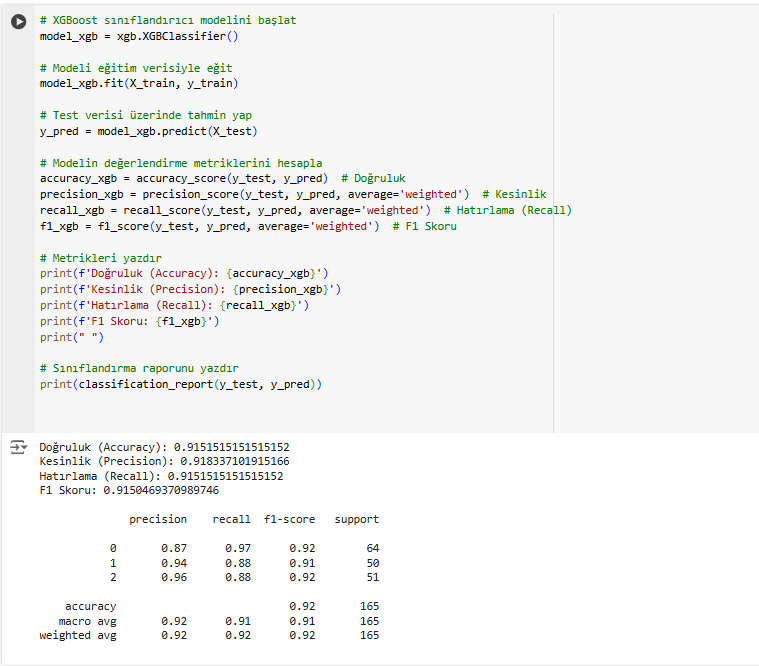 # XGBoost sınıflandırıcı modelini başlat
model_xgb = xgb.XGBClassifier()
# Modeli eğitim verisiyle eğit
model_xgb.fit(X_train, y_train)
# Test verisi üzerinde tahmin yap
y_pred = model_xgb.predict(X_test)
# Modelin değerlendirme metriklerini hesapla
accuracy_xgb = accuracy_score(y_test, y_pred)  # Doğruluk
precision_xgb = precision_score(y_test, y_pred, average='weighted')  # Kesinlik
recall_xgb = recall_score(y_test, y_pred, average='weighted')  # Hatırlama (Recall)
f1_xgb = f1_score(y_test, y_pred, average='weighted')  # F1 Skoru
# Metrikleri yazdır
print(f'Doğruluk (Accuracy): {accuracy_xgb}')
print(f'Kesinlik (Precision): {precision_xgb}')
print(f'Hatırlama (Recall): {recall_xgb}')
print(f'F1 Skoru: {f1_xgb}')
print(" ")
# Sınıflandırma raporunu yazdır
print(classification_report(y_test, y_pred))
Doğruluk (Accuracy): 0.9151515151515152
Kesinlik (Precision): 0.918337101915166
Hatırlama (Recall): 0.9151515151515152
F1 Skoru: 0.9150469370989746
precision recall f1-score support
0 0.87 0.97 0.92 64
1 0.94 0.88 0.91 50
2 0.96 0.88 0.92 51
accuracy 0.92 165
macro avg 0.92 0.91 0.91 165
weighted avg 0.92 0.92 0.92 165